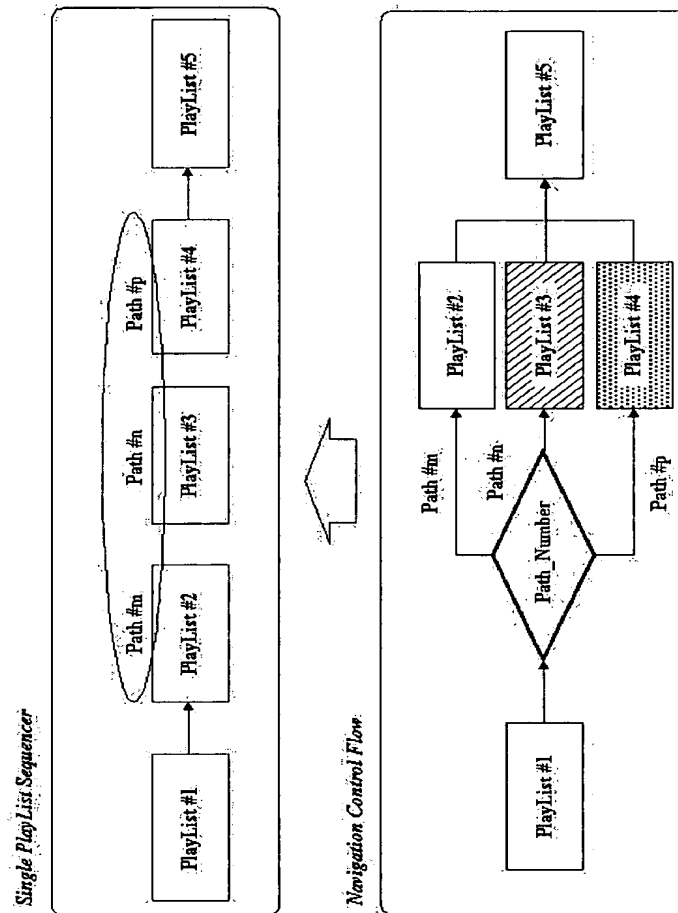 Single PlayList Sequencer
Path #m
Path #n
Path #p
PlayList #1
PlayList #2
PlayList #3
PlayList #4
PlayList #5
Navigation Control Flow
PlayList #1
Path_Number
Path #m
Path #n
Path #p
PlayList #2
PlayList #3
PlayList #4
PlayList #5